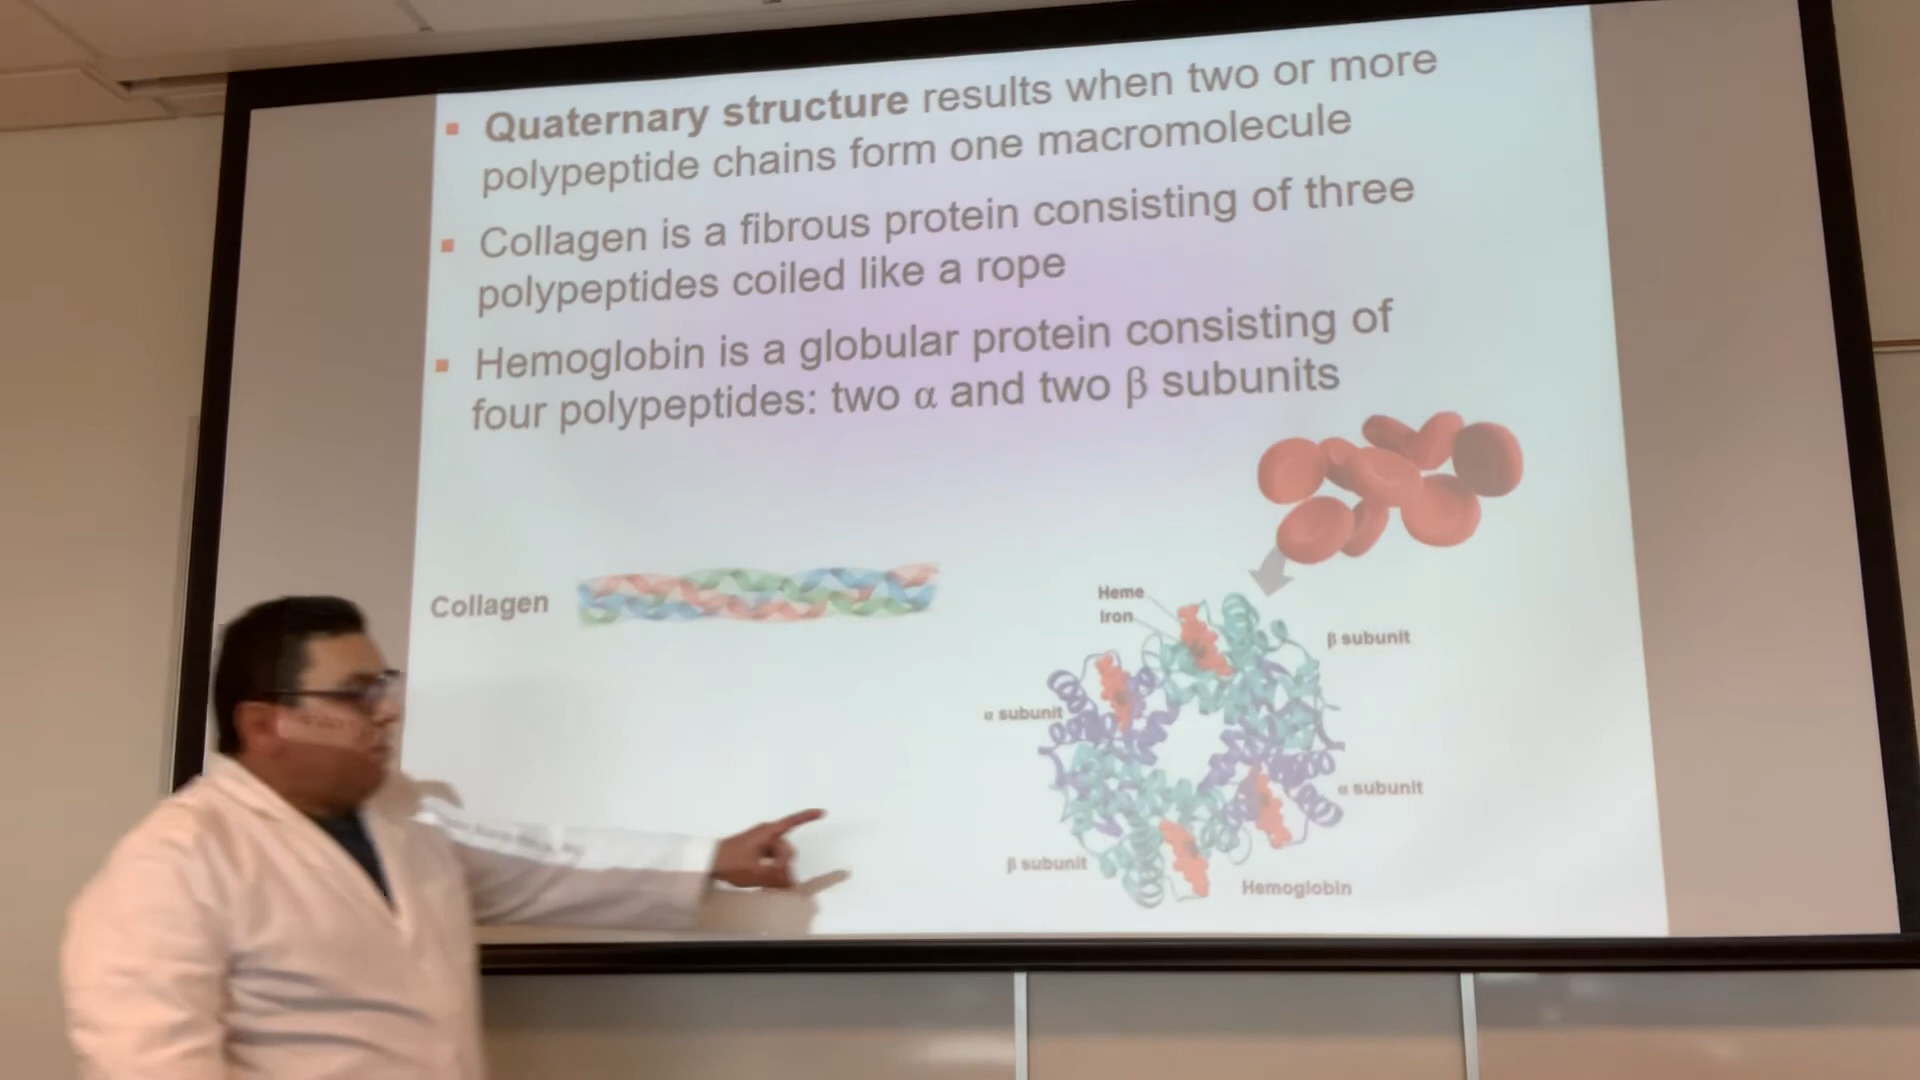 Quaternary structure results when two or more
polypeptide chains form one macromolecule
Collagen is a fibrous protein consisting of three
polypeptides coiled like a rope
Hemoglobin is a globular protein consisting of
four polypeptides: two α and two β subunits
Collagen
Heme
Iron
β subunit
α subunit
α subunit
β subunit
Hemoglobin